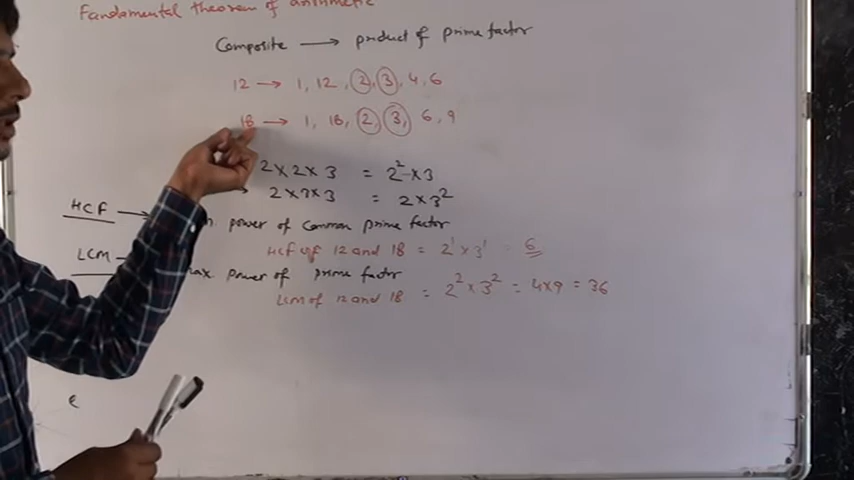 Fandamental theorem of arithmetic
Composite → product of prime factor
12 → 1, 12, 2, 3, 4, 6
18 → 1, 18, 2, 3, 6, 9
2 × 2 × 3 = 2² × 3
2 × 3 × 3 = 2 × 3²
HCF → power of Common prime factor
HCF of 12 and 18 = 2¹ × 3¹ = 6
LCM power of prime factor
LCM of 12 and 18 = 2² × 3² = 4×9 = 36